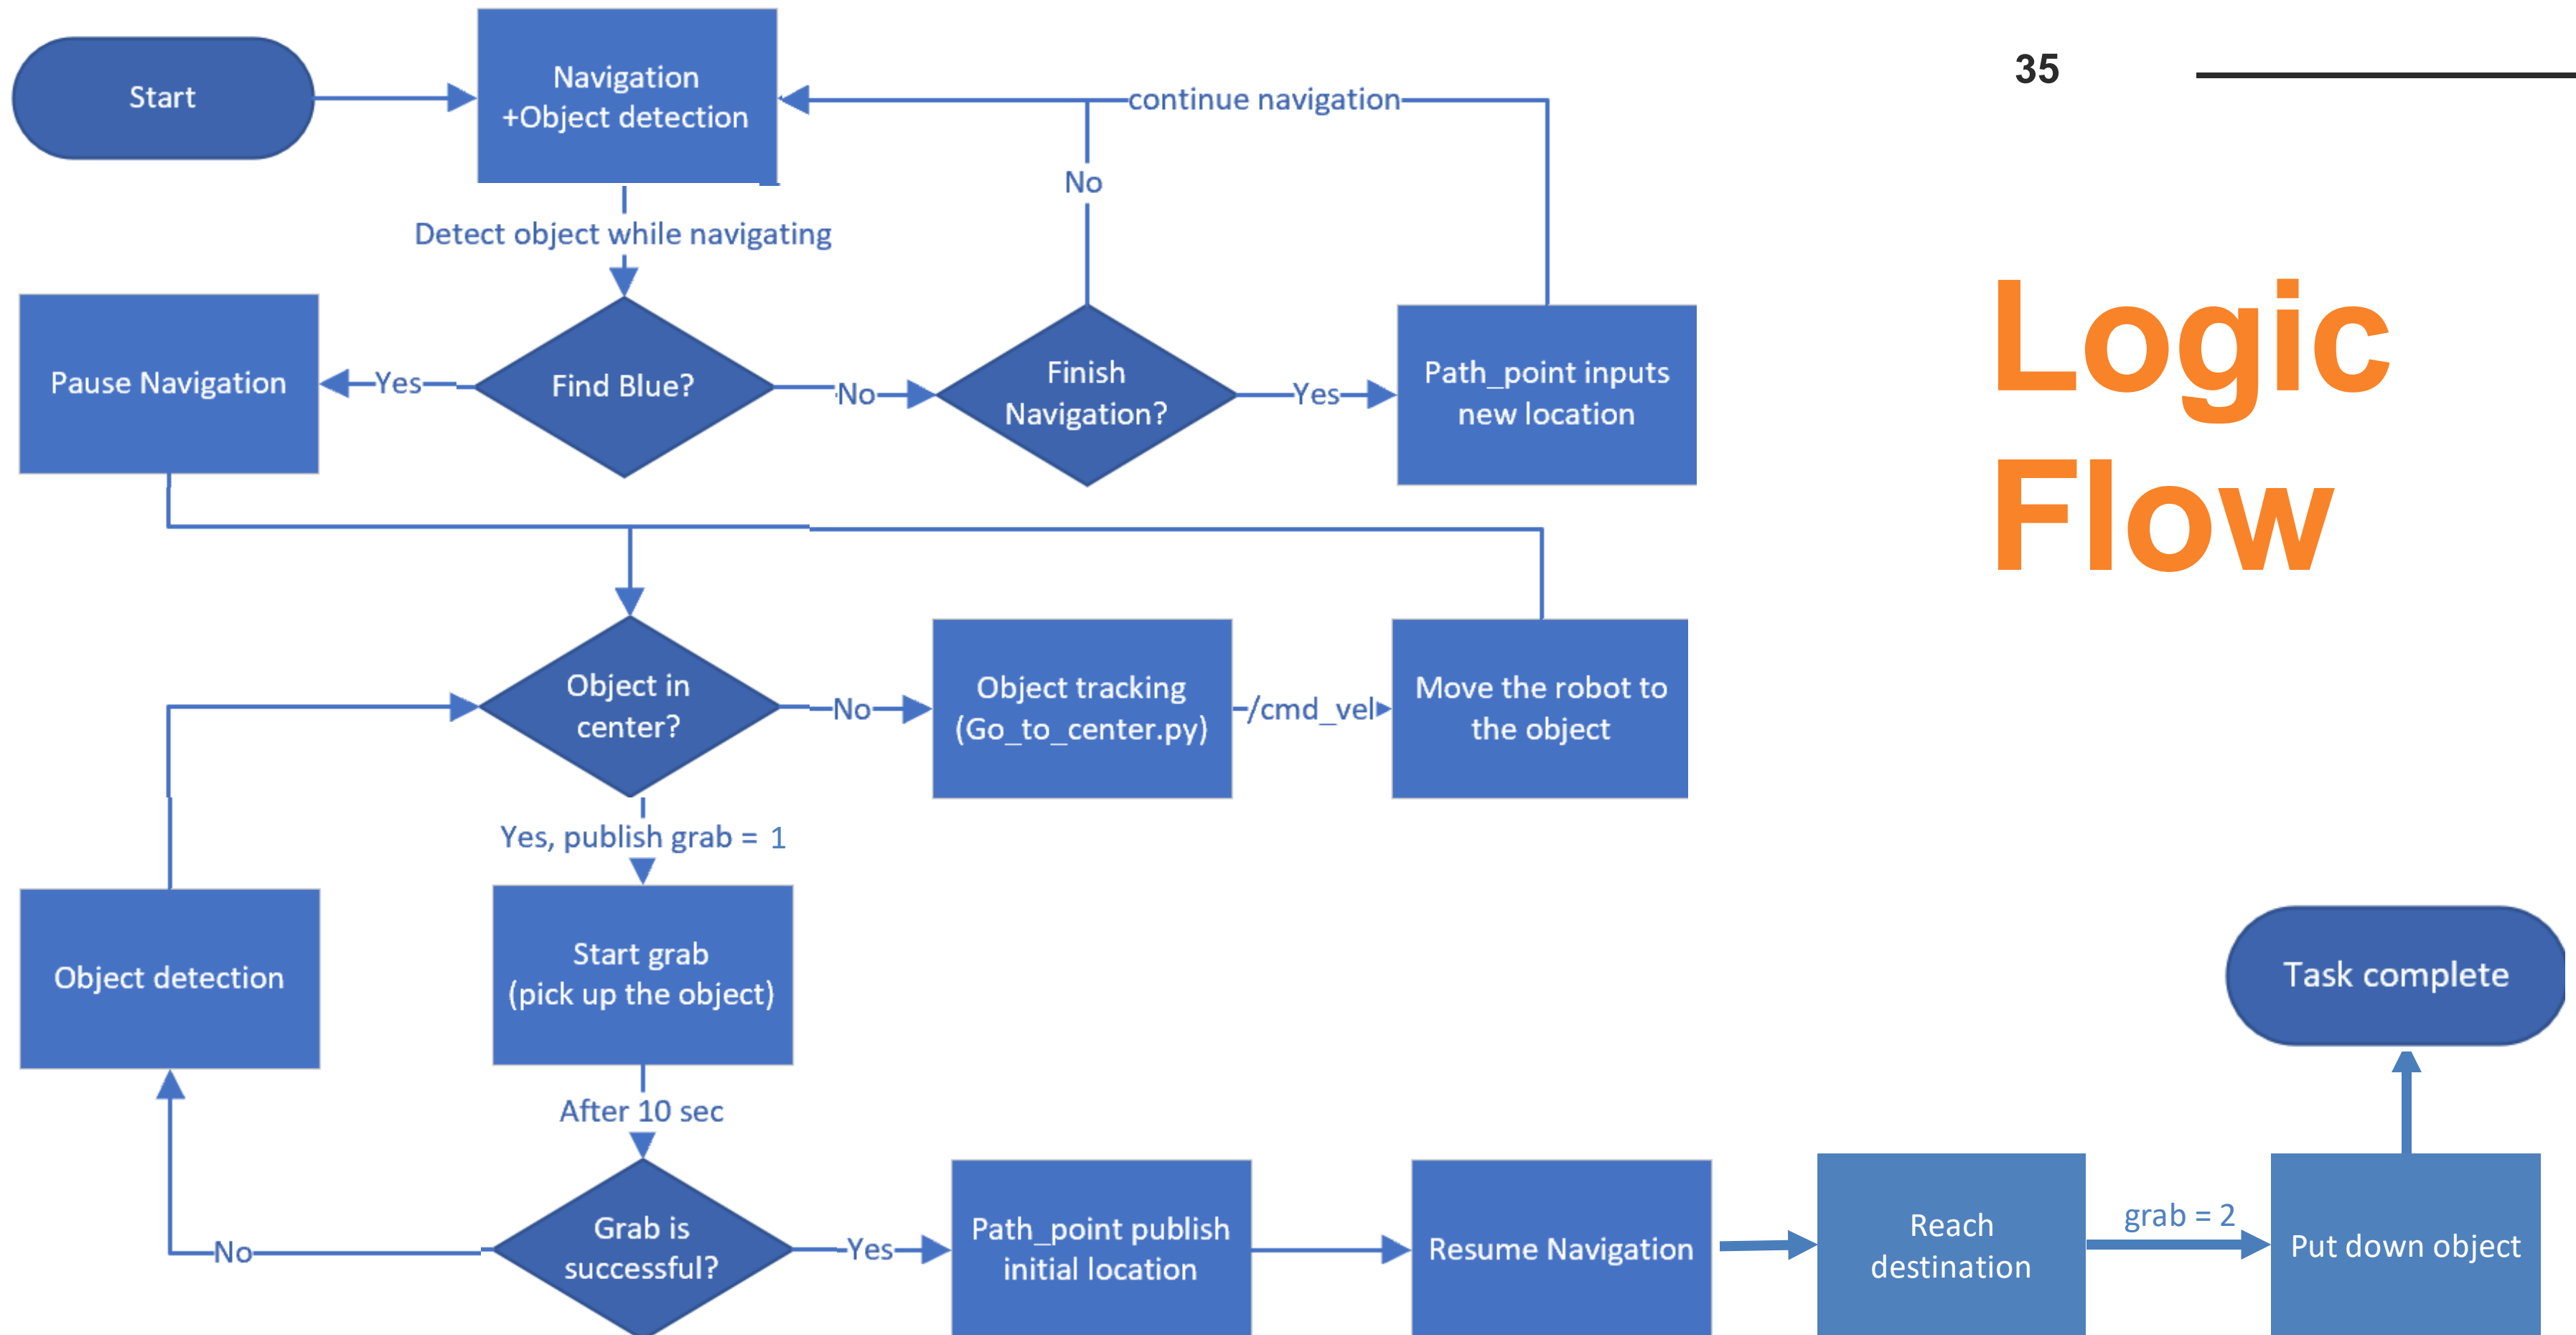 35
Logic
Flow
Start
Navigation
+Object detection
continue navigation
No
Detect object while navigating
Pause Navigation
Yes
Find Blue?
No
Finish
Navigation?
Yes
Path_point inputs
new location
Object in
center?
No
Object tracking
(Go_to_center.py)
/cmd_vel
Move the robot to
the object
Yes, publish grab = 1
Object detection
Start grab
(pick up the object)
Task complete
After 10 sec
No
Grab is
successful?
Yes
Path_point publish
initial location
Resume Navigation
Reach
destination
grab = 2
Put down object